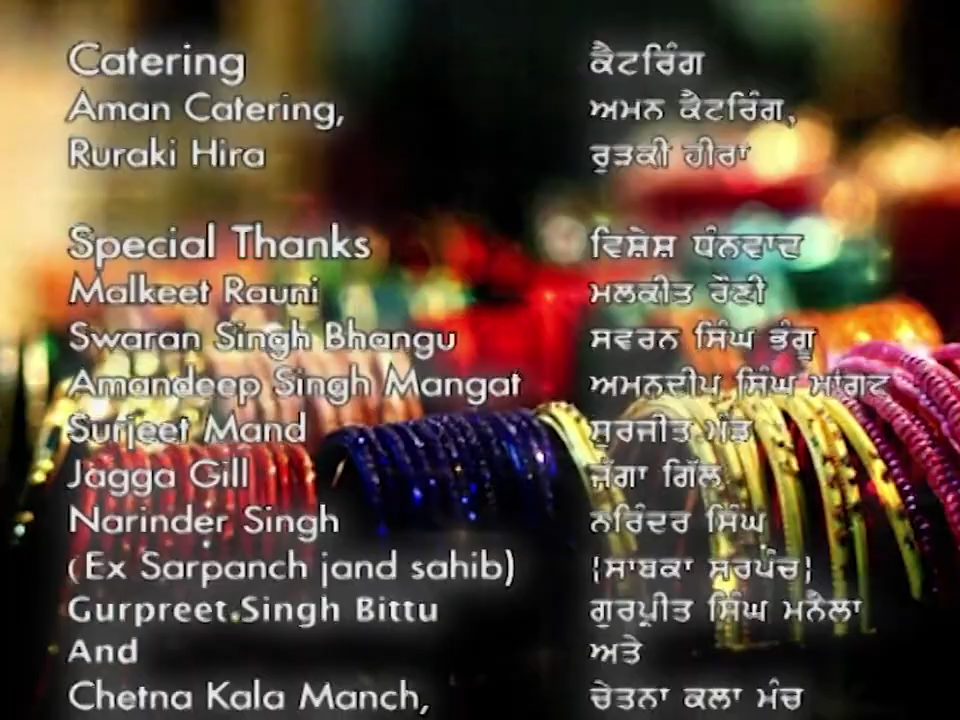 Catering ਕੈਟਰਿੰਗ
Aman Catering, ਅਮਨ ਕੈਟਰਿੰਗ,
Ruraki Hira ਰੁੜਕੀ ਹੀਰਾ
Special Thanks ਵਿਸ਼ੇਸ਼ ਧੰਨਵਾਦ
Malkeet Rauni ਮਲਕੀਤ ਰੌਣੀ
Swaran Singh Bhangu ਸਵਰਨ ਸਿੰਘ ਭੰਗੂ
Amandeep Singh Mangat ਅਮਨਦੀਪ ਸਿੰਘ ਮਾਂਗਟ
Surjeet Mand ਸੁਰਜੀਤ ਮੰਡ
Jagga Gill ਜੱਗਾ ਗਿੱਲ
Narinder Singh ਨਰਿੰਦਰ ਸਿੰਘ
(Ex Sarpanch jand sahib) {ਸਾਬਕਾ ਸਰਪੰਚ}
Gurpreet Singh Bittu ਗੁਰਪ੍ਰੀਤ ਸਿੰਘ ਮਨੈਲਾ
And ਅਤੇ
Chetna Kala Manch, ਚੇਤਨਾ ਕਲਾ ਮੰਚ